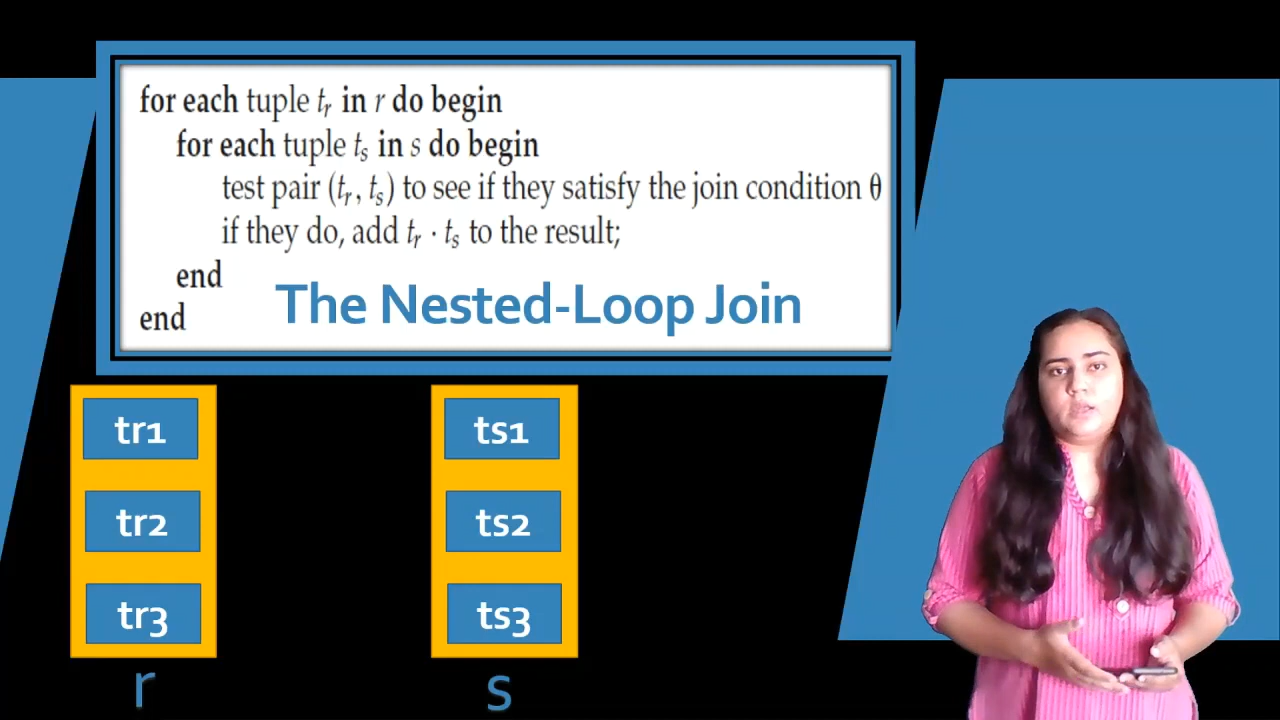 for each tuple tr in r do begin
for each tuple ts in s do begin
test pair (tr, ts) to see if they satisfy the join condition θ
if they do, add tr · ts to the result;
end
end
The Nested-Loop Join
tr1
tr2
tr3
r
ts1
ts2
ts3
s